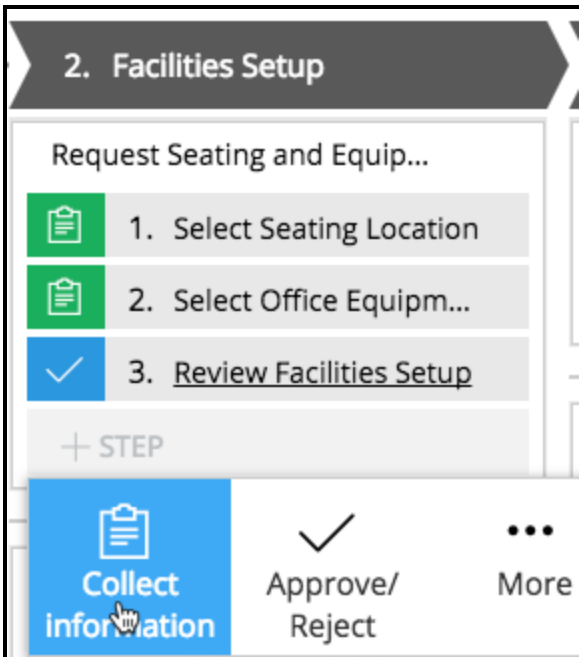 2. Facilities Setup
Request Seating and Equip...
1. Select Seating Location
2. Select Office Equipm...
3. Review Facilities Setup
+ STEP
Collect information
Approve/ Reject
More